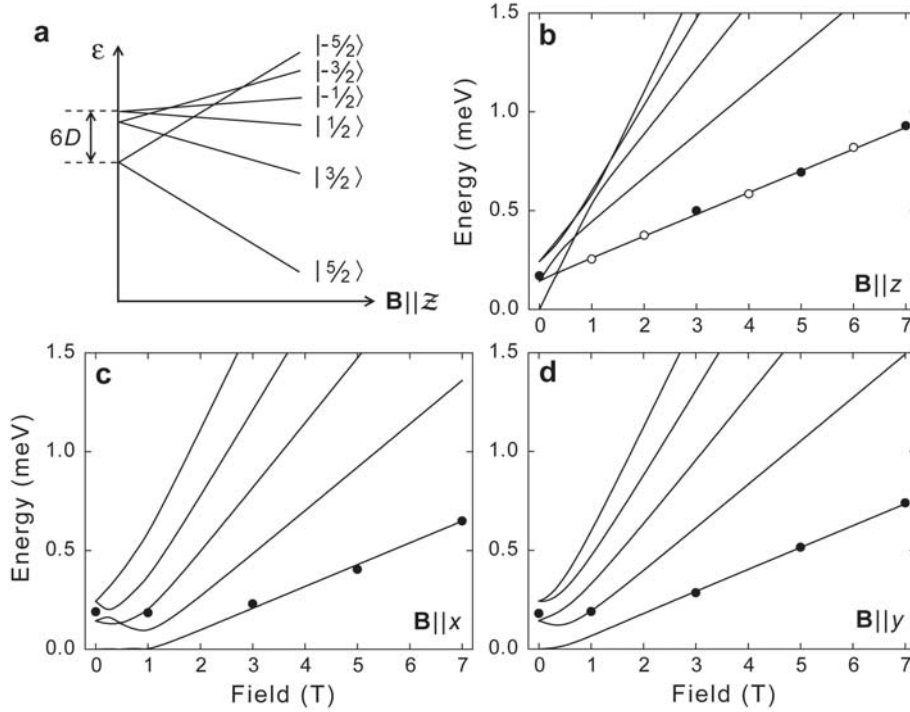 a
ε
|-5/2⟩
|-3/2⟩
|-1/2⟩
|1/2⟩
|3/2⟩
|5/2⟩
6D
B||z
b
Energy (meV)
1.5
1.0
0.5
0.0
0 1 2 3 4 5 6 7
B||z
c
Energy (meV)
1.5
1.0
0.5
0.0
0 1 2 3 4 5 6 7
Field (T)
B||x
d
1.5
1.0
0.5
0.0
0 1 2 3 4 5 6 7
Field (T)
B||y